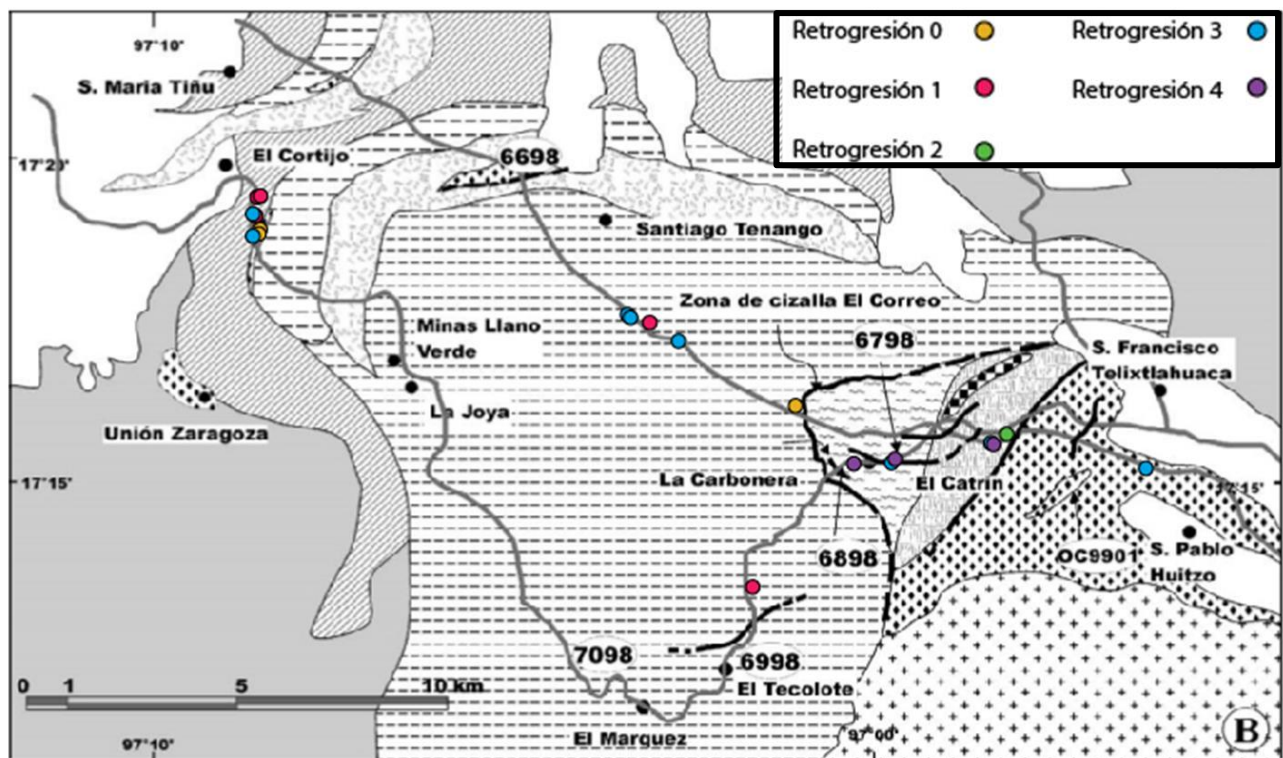 Retrogresión 0
Retrogresión 3
Retrogresión 1
Retrogresión 4
Retrogresión 2
97°10'
S. Maria Tiñu
17°20'
El Cortijo
6698
Santiago Tenango
Zona de cizalla El Correo
Minas Llano
Verde
6798
S. Francisco
Telixtlahuaca
La Joya
Unión Zaragoza
La Carbonera
El Catrin
17°15'
17°15'
6898
OC9901
S. Pablo
Huitzo
7098
6998
0 1 5 10 km
El Tecolote
El Marquez
97°10'
97°00'
B